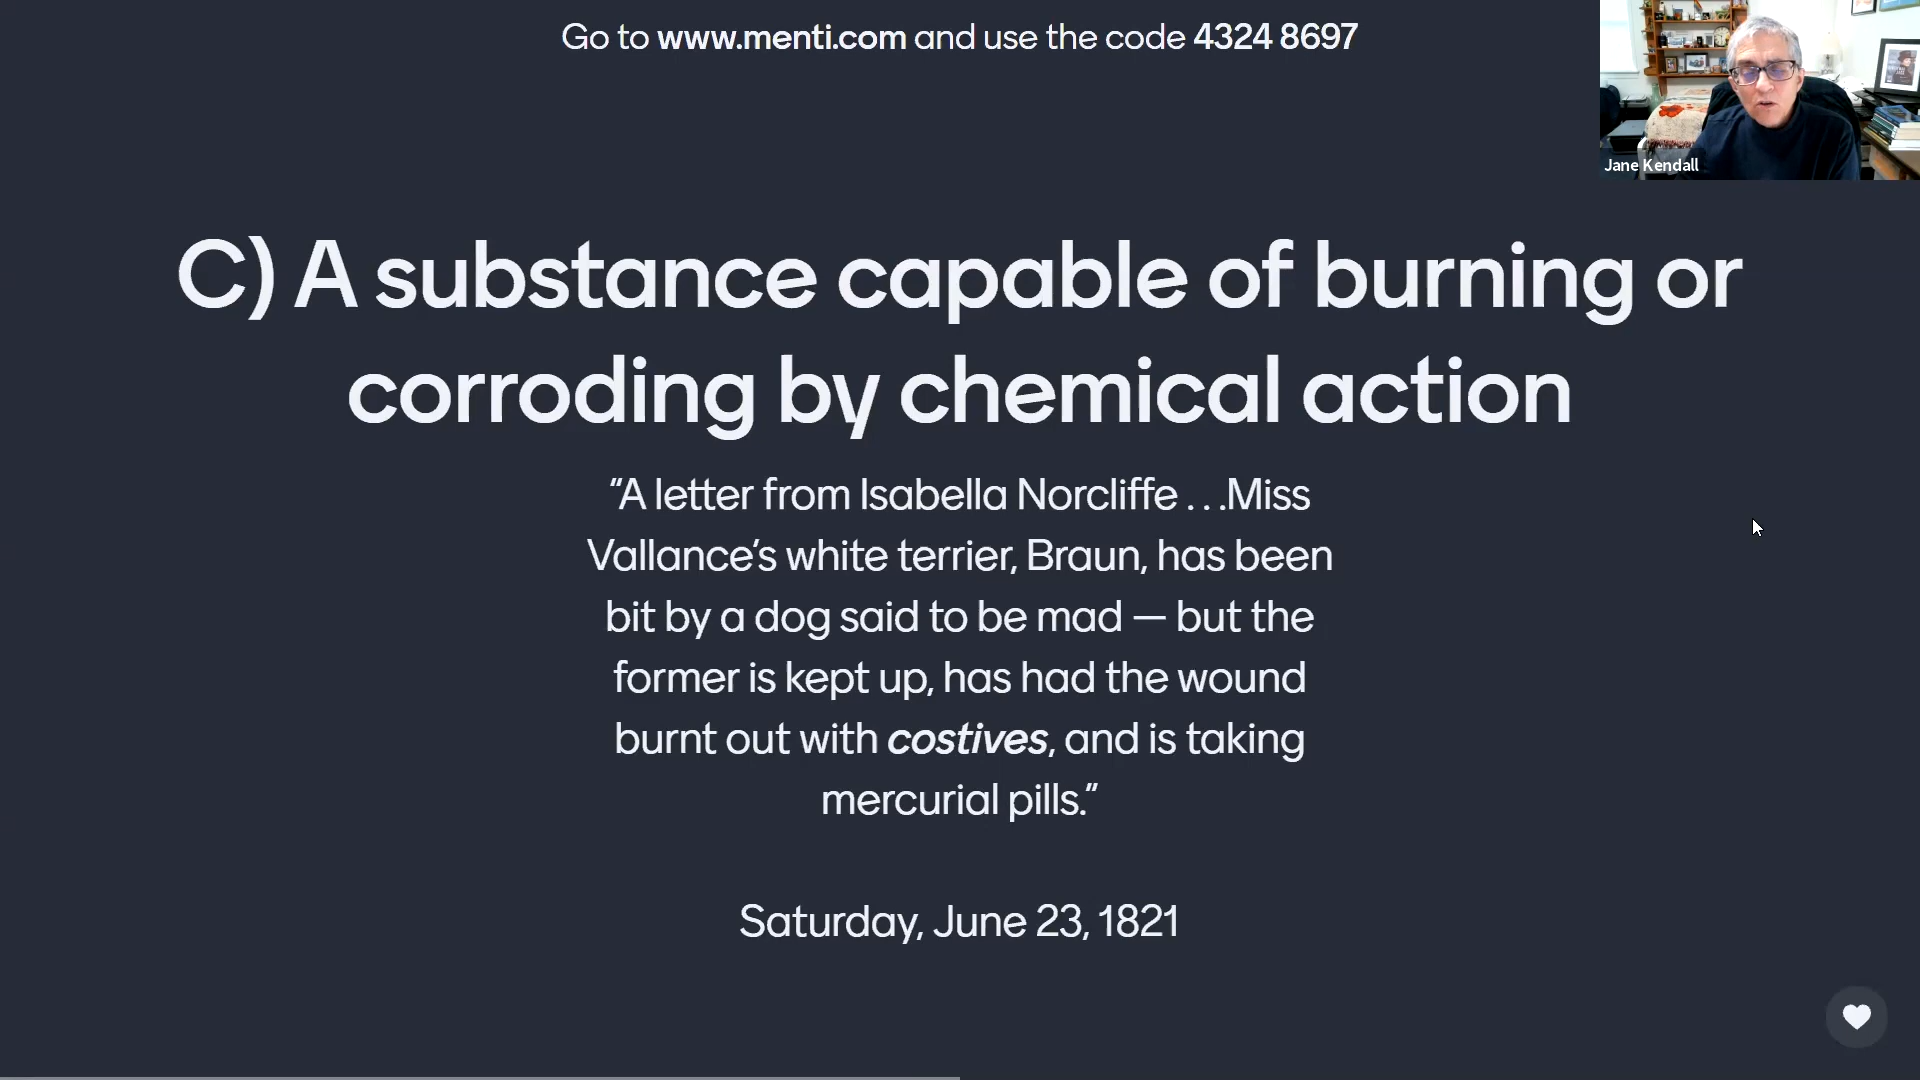 Go to www.menti.com and use the code 4324 8697
Jane Kendall
C) A substance capable of burning or
corroding by chemical action
“A letter from Isabella Norcliffe . . .Miss
Vallance’s white terrier, Braun, has been
bit by a dog said to be mad — but the
former is kept up, has had the wound
burnt out with costives, and is taking
mercurial pills.”
Saturday, June 23, 1821